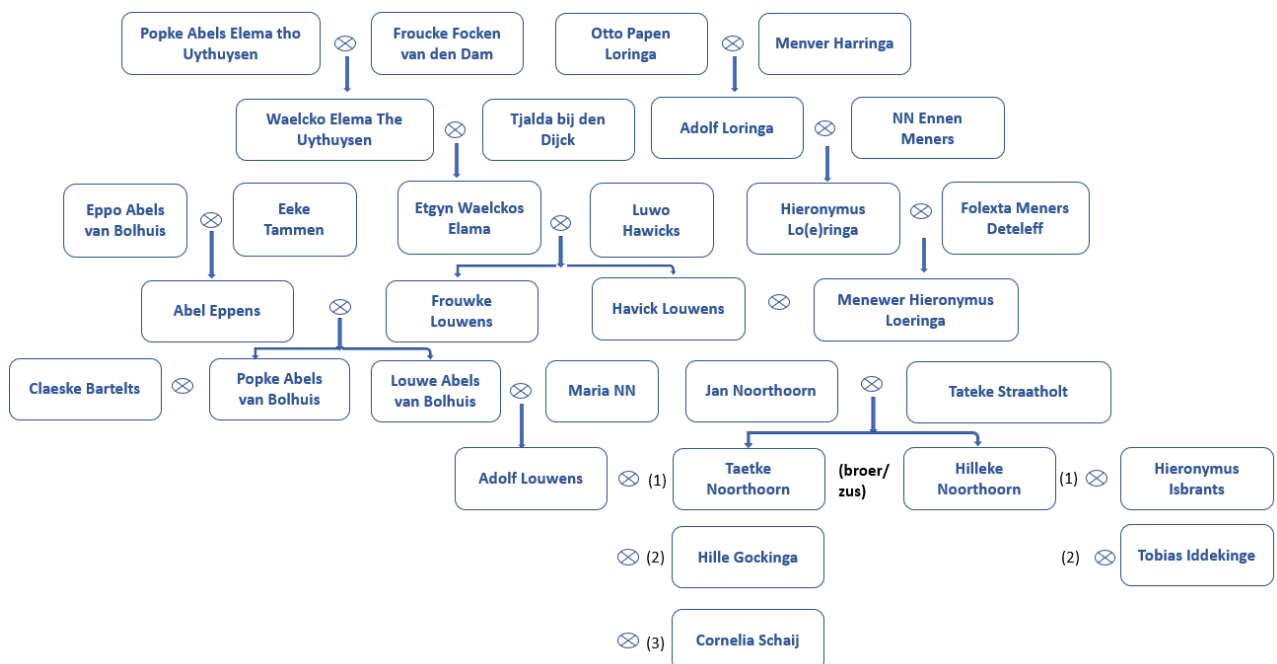 Popke Abels Elema tho
Uythuysen
Froucke Focken
van den Dam
Otto Papen
Loringa
Menver Harringa
Waelcko Elema The
Uythuysen
Tjalda bij den
Dijck
Adolf Loringa
NN Ennen
Meners
Eppo Abels
van Bolhuis
Eeke
Tammen
Etgyn Waelckos
Elama
Luwo
Hawicks
Hieronymus
Lo(e)ringa
Folexta Meners
Deteleff
Abel Eppens
Frouwke
Louwens
Havick Louwens
Menewer Hieronymus
Loeringa
Claeske Bartelts
Popke Abels
van Bolhuis
Louwe Abels
van Bolhuis
Maria NN
Jan Noorthoorn
Tateke Straatholt
Adolf Louwens
(1)
Taetke
Noorthoorn
(broer/
zus)
Hilleke
Noorthoorn
(1)
Hieronymus
Isbrants
(2)
Hille Gockinga
(2)
Tobias Iddekinge
(3)
Cornelia Schaij